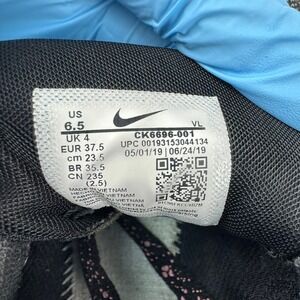 US
6.5 VL
UK 4 CK6696-001
EUR 37.5 UPC 00193153044134
cm 23.5 05/01/19 | 06/24/19
BR 35.5
CN 235
(2.5)
MADE IN VIETNAM